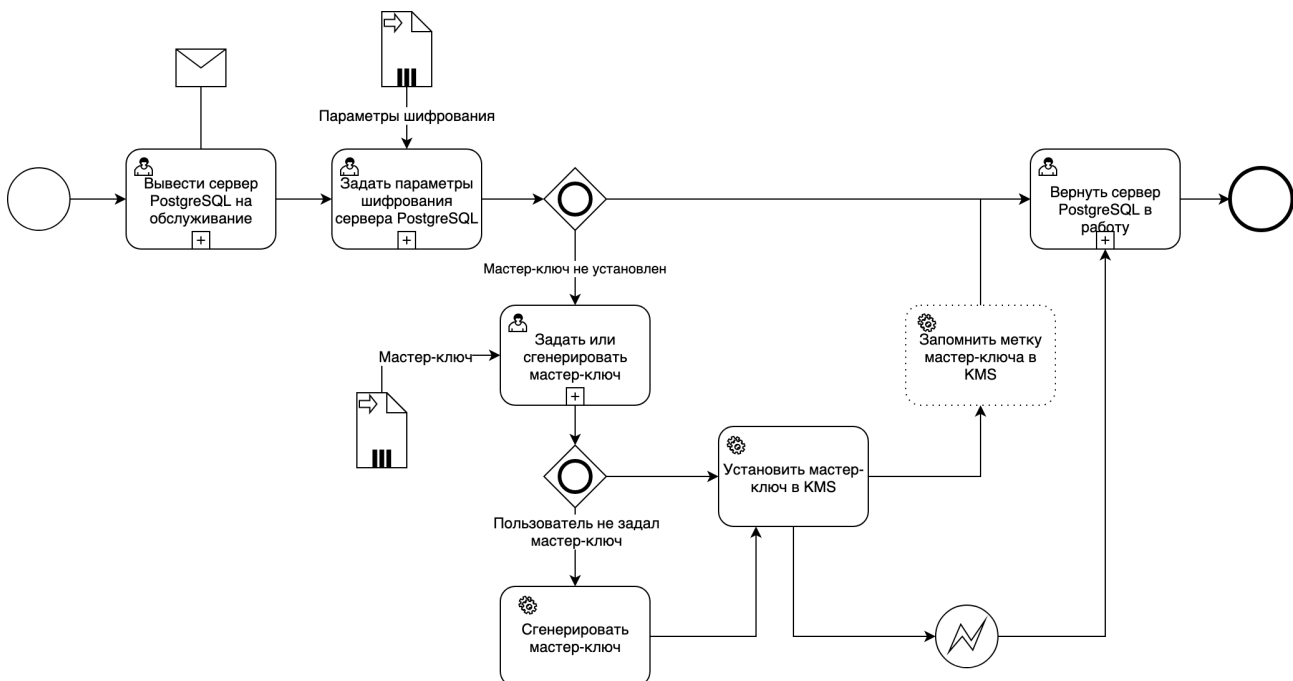 Параметры шифрования
Вывести сервер
PostgreSQL на
обслуживание
Задать параметры
шифрования
сервера PostgreSQL
Вернуть сервер
PostgreSQL в
работу
Мастер-ключ не установлен
Задать или
сгенерировать
мастер-ключ
Запомнить метку
мастер-ключа в
KMS
Мастер-ключ
Установить мастер-
ключ в KMS
Пользователь не задал
мастер-ключ
Сгенерировать
мастер-ключ